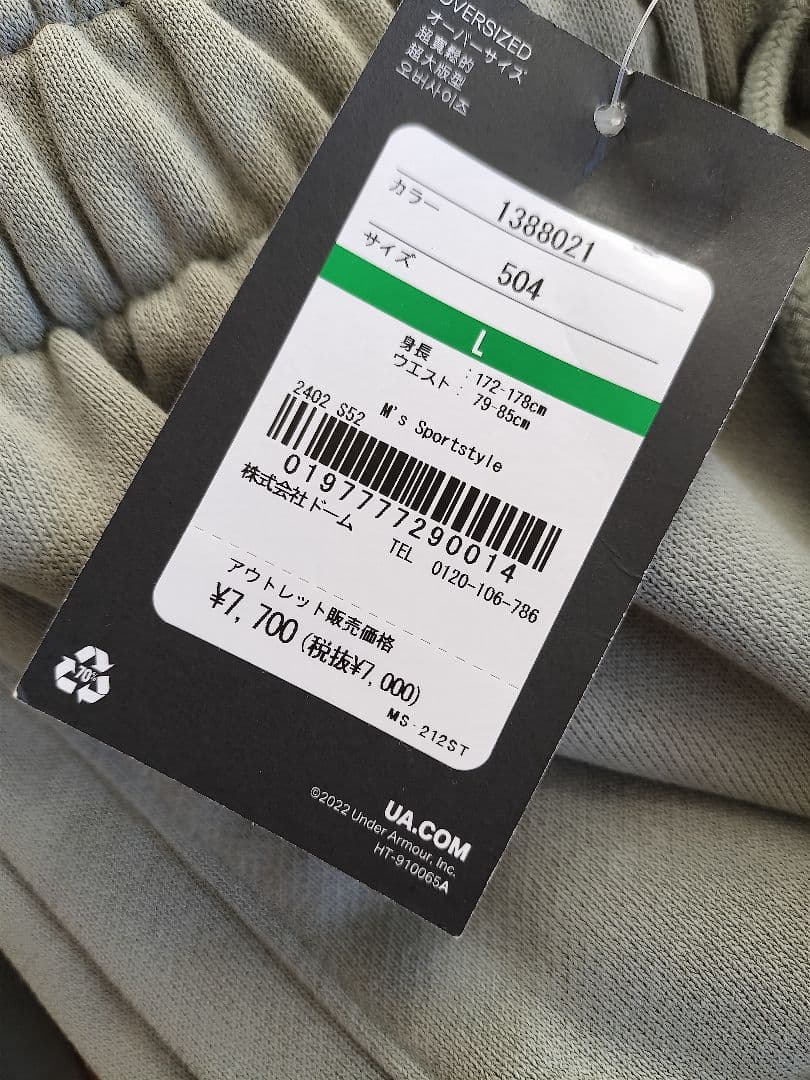 OVERSIZED
オーバーサイズ
超寬鬆的
超大版型
오버사이즈
1388021
カラー 504
サイズ
L
身長 : 172-178cm
ウエスト : 79-85cm
2402 S52 M's Sportstyle
0197777290014
株式会社ドーム TEL 0120-106-786
アウトレット販売価格
¥7,700 (税抜¥7,000)
MS-212ST
70%
UA.COM
©2022 Under Armour, Inc.
HT-910065A